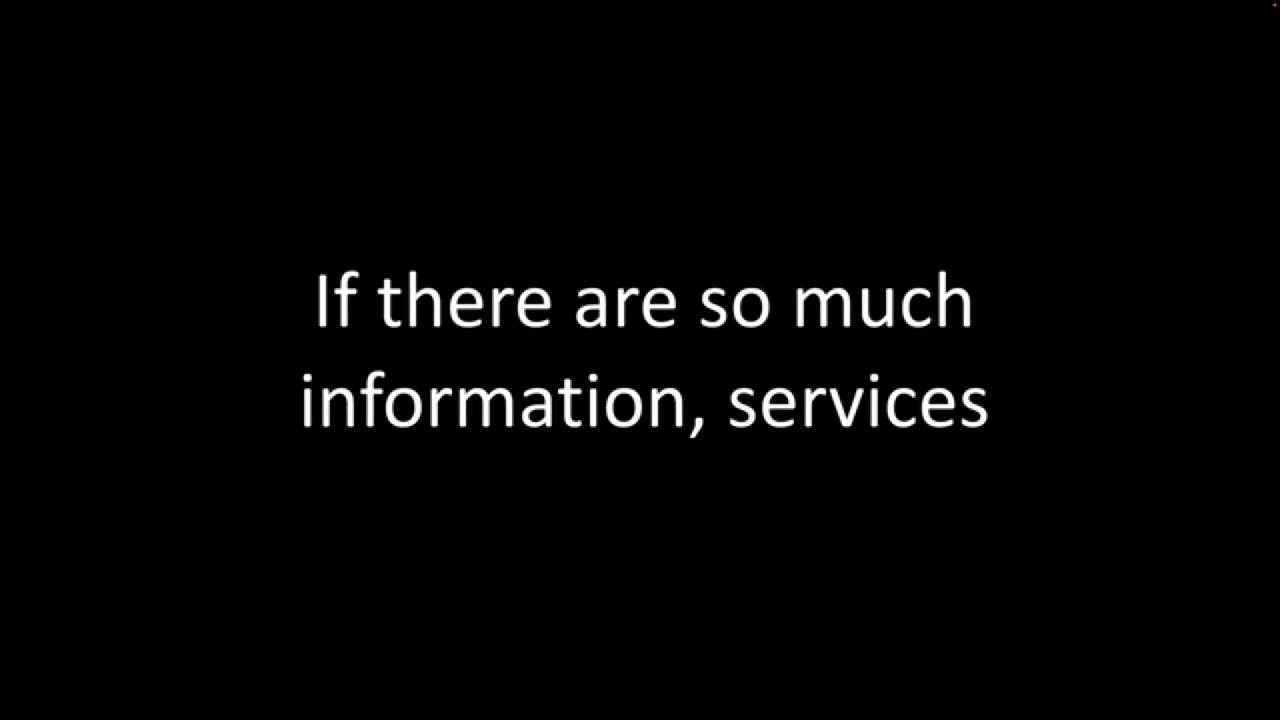 If there are so much
information, services